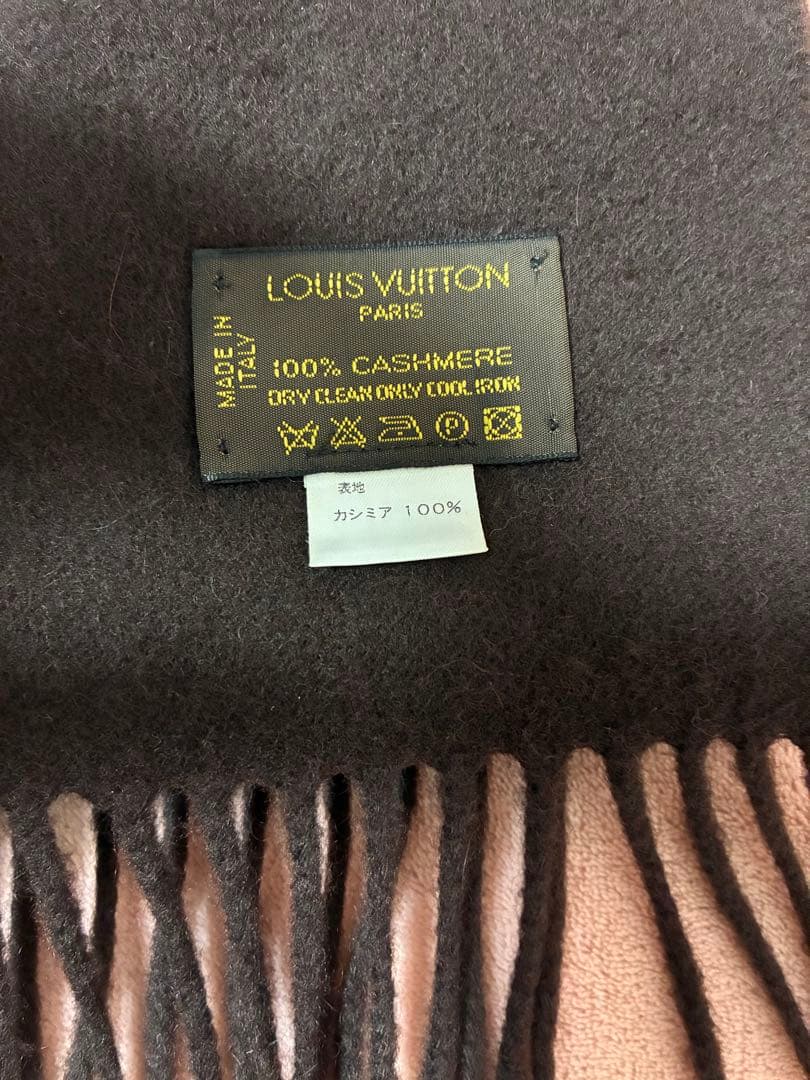 LOUIS VUITTON
PARIS
MADE IN
ITALY
100% CASHMERE
DRY CLEAN ONLY COOL IRON
P
表地
カシミア 100%